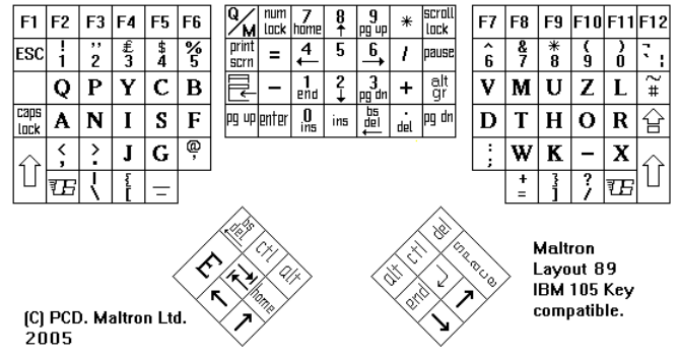 F1 F2 F3 F4 F5 F6 Q/M num lock 7 home 8 ↑ 9 pg up * scroll lock F7 F8 F9 F10 F11 F12
ESC ! 1 ” 2 £ 3 $ 4 % 5 print scrn = 4 ← 5 6 → / pause ^ 6 & 7 * 8 ( 9 ) 0
Q P Y C B - 1 end 2 ↓ 3 pg dn + alt gr V M U Z L ~ #
caps lock A N I S F pg up enter 0 ins ins bs del ← . del pg dn D T H O R
< , > . J G @ ' : ; W K - X
! \ { [ _ - + = } ] ? /
bs del ctl alt E home
del ctl alt space end
Maltron
Layout 89
IBM 105 Key
compatible.
(C) PCD. Maltron Ltd.
2005